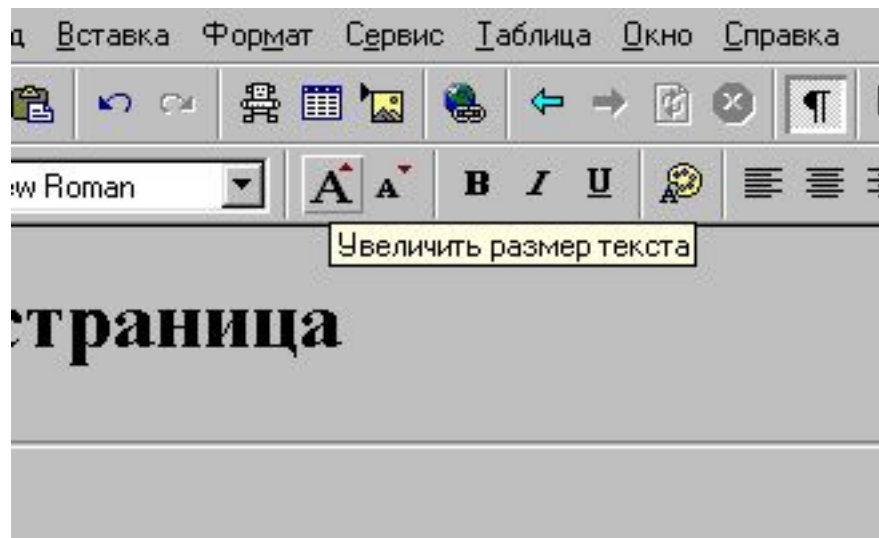 д Вставка Формат Сервис Таблица Окно Справка
ew Roman
Увеличить размер текста
страница